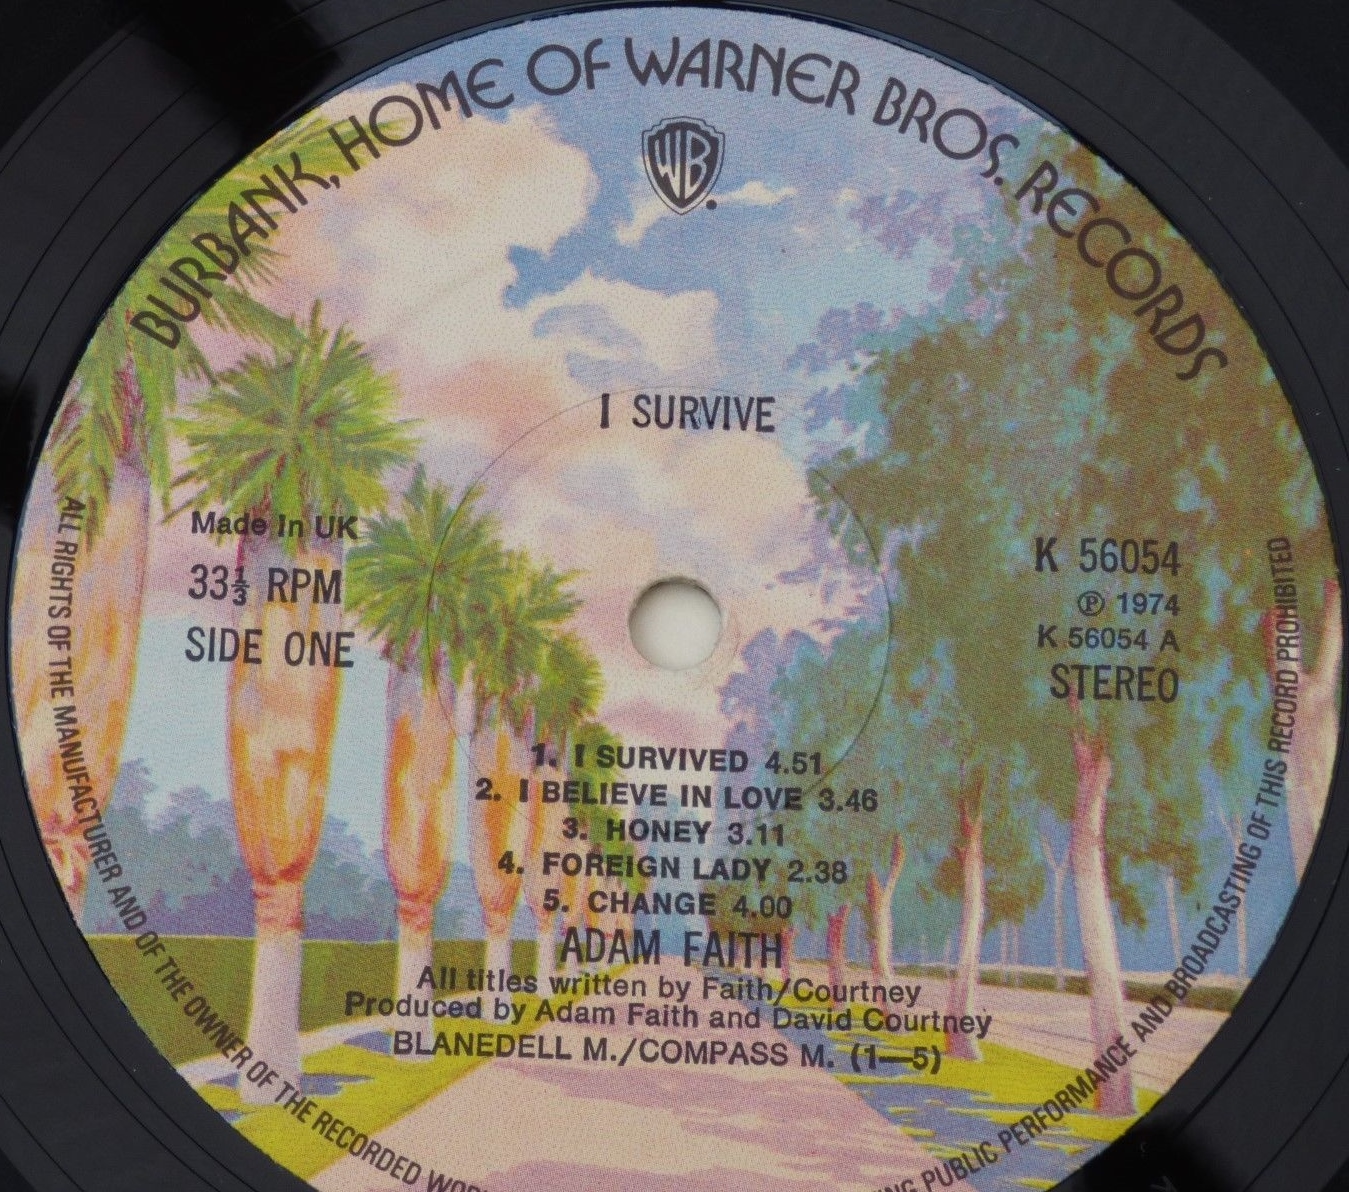 BURBANK, HOME OF WARNER BROS. RECORDS
WB
I SURVIVE
Made In UK
33⅓ RPM
SIDE ONE
K 56054
℗ 1974
K 56054 A
STEREO
1. I SURVIVED 4.51
2. I BELIEVE IN LOVE 3.46
3. HONEY 3.11
4. FOREIGN LADY 2.38
5. CHANGE 4.00
ADAM FAITH
All titles written by Faith/Courtney
Produced by Adam Faith and David Courtney
BLANEDELL M./COMPASS M. (1—5)
ALL RIGHTS OF THE MANUFACTURER AND OF THE OWNER OF THE RECORDED
PUBLIC PERFORMANCE AND BROADCASTING OF THIS RECORD PROHIBITED